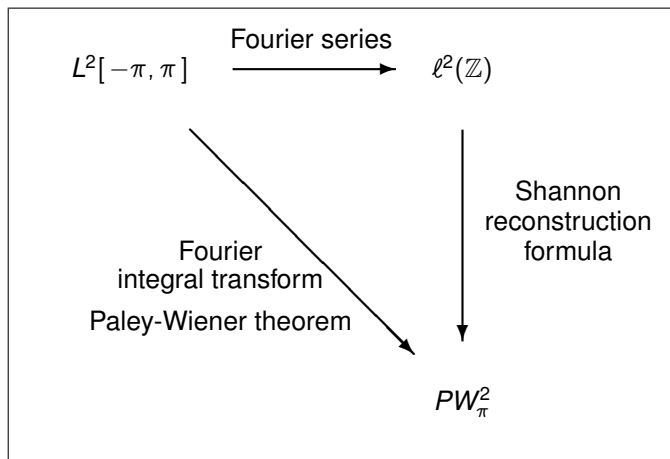 Fourier series
L²[−π, π]
ℓ²(ℤ)
Shannon
reconstruction
formula
Fourier
integral transform
Paley-Wiener theorem
PW²_π